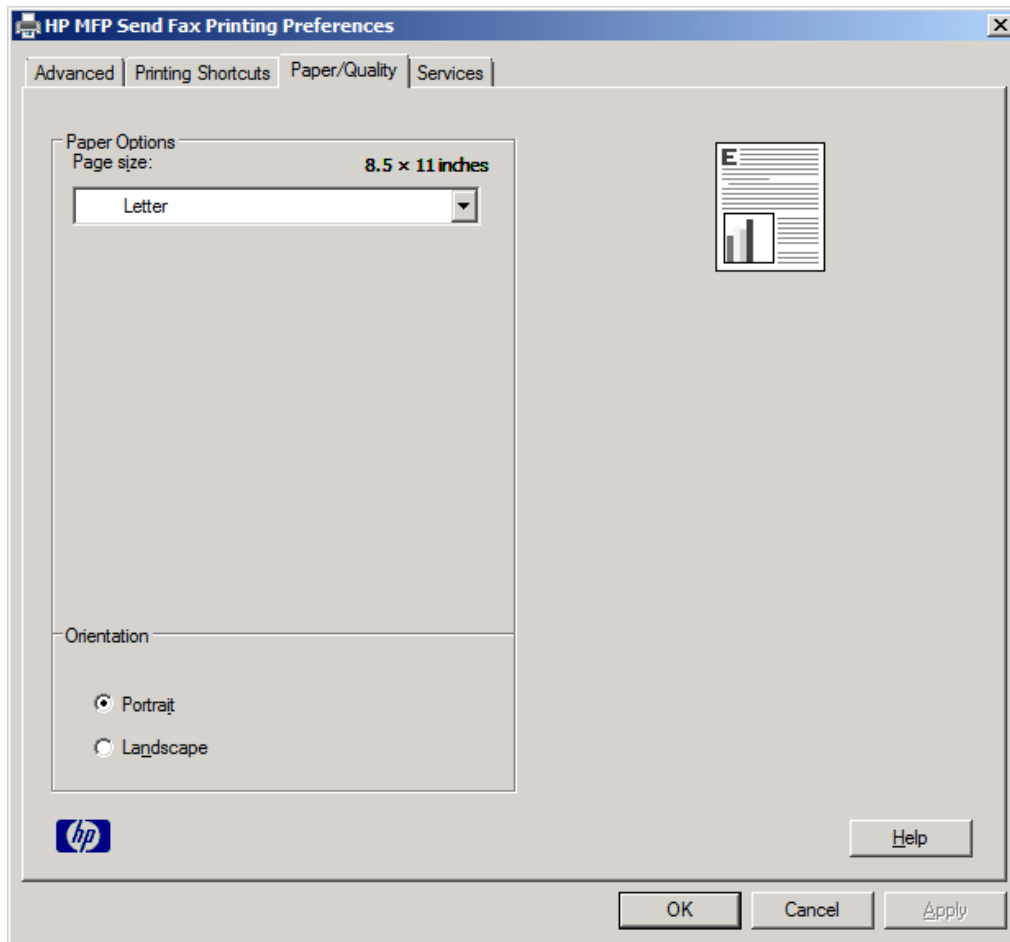 HP MFP Send Fax Printing Preferences
Advanced Printing Shortcuts Paper/Quality Services
Paper Options
Page size: 8.5 × 11 inches
Letter
E
Orientation
Portrait
Landscape
hp
Help
OK Cancel Apply